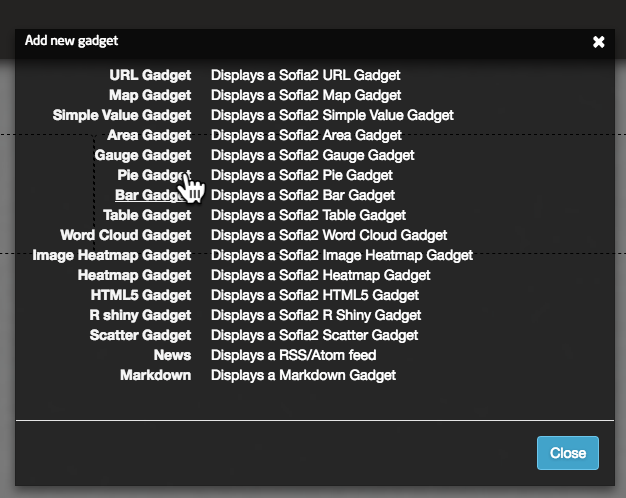 Add new gadget
URL Gadget Displays a Sofia2 URL Gadget
Map Gadget Displays a Sofia2 Map Gadget
Simple Value Gadget Displays a Sofia2 Simple Value Gadget
Area Gadget Displays a Sofia2 Area Gadget
Gauge Gadget Displays a Sofia2 Gauge Gadget
Pie Gadget Displays a Sofia2 Pie Gadget
Bar Gadget Displays a Sofia2 Bar Gadget
Table Gadget Displays a Sofia2 Table Gadget
Word Cloud Gadget Displays a Sofia2 Word Cloud Gadget
Image Heatmap Gadget Displays a Sofia2 Image Heatmap Gadget
Heatmap Gadget Displays a Sofia2 Heatmap Gadget
HTML5 Gadget Displays a Sofia2 HTML5 Gadget
R shiny Gadget Displays a Sofia2 R Shiny Gadget
Scatter Gadget Displays a Sofia2 Scatter Gadget
News Displays a RSS/Atom feed
Markdown Displays a Markdown Gadget
Close